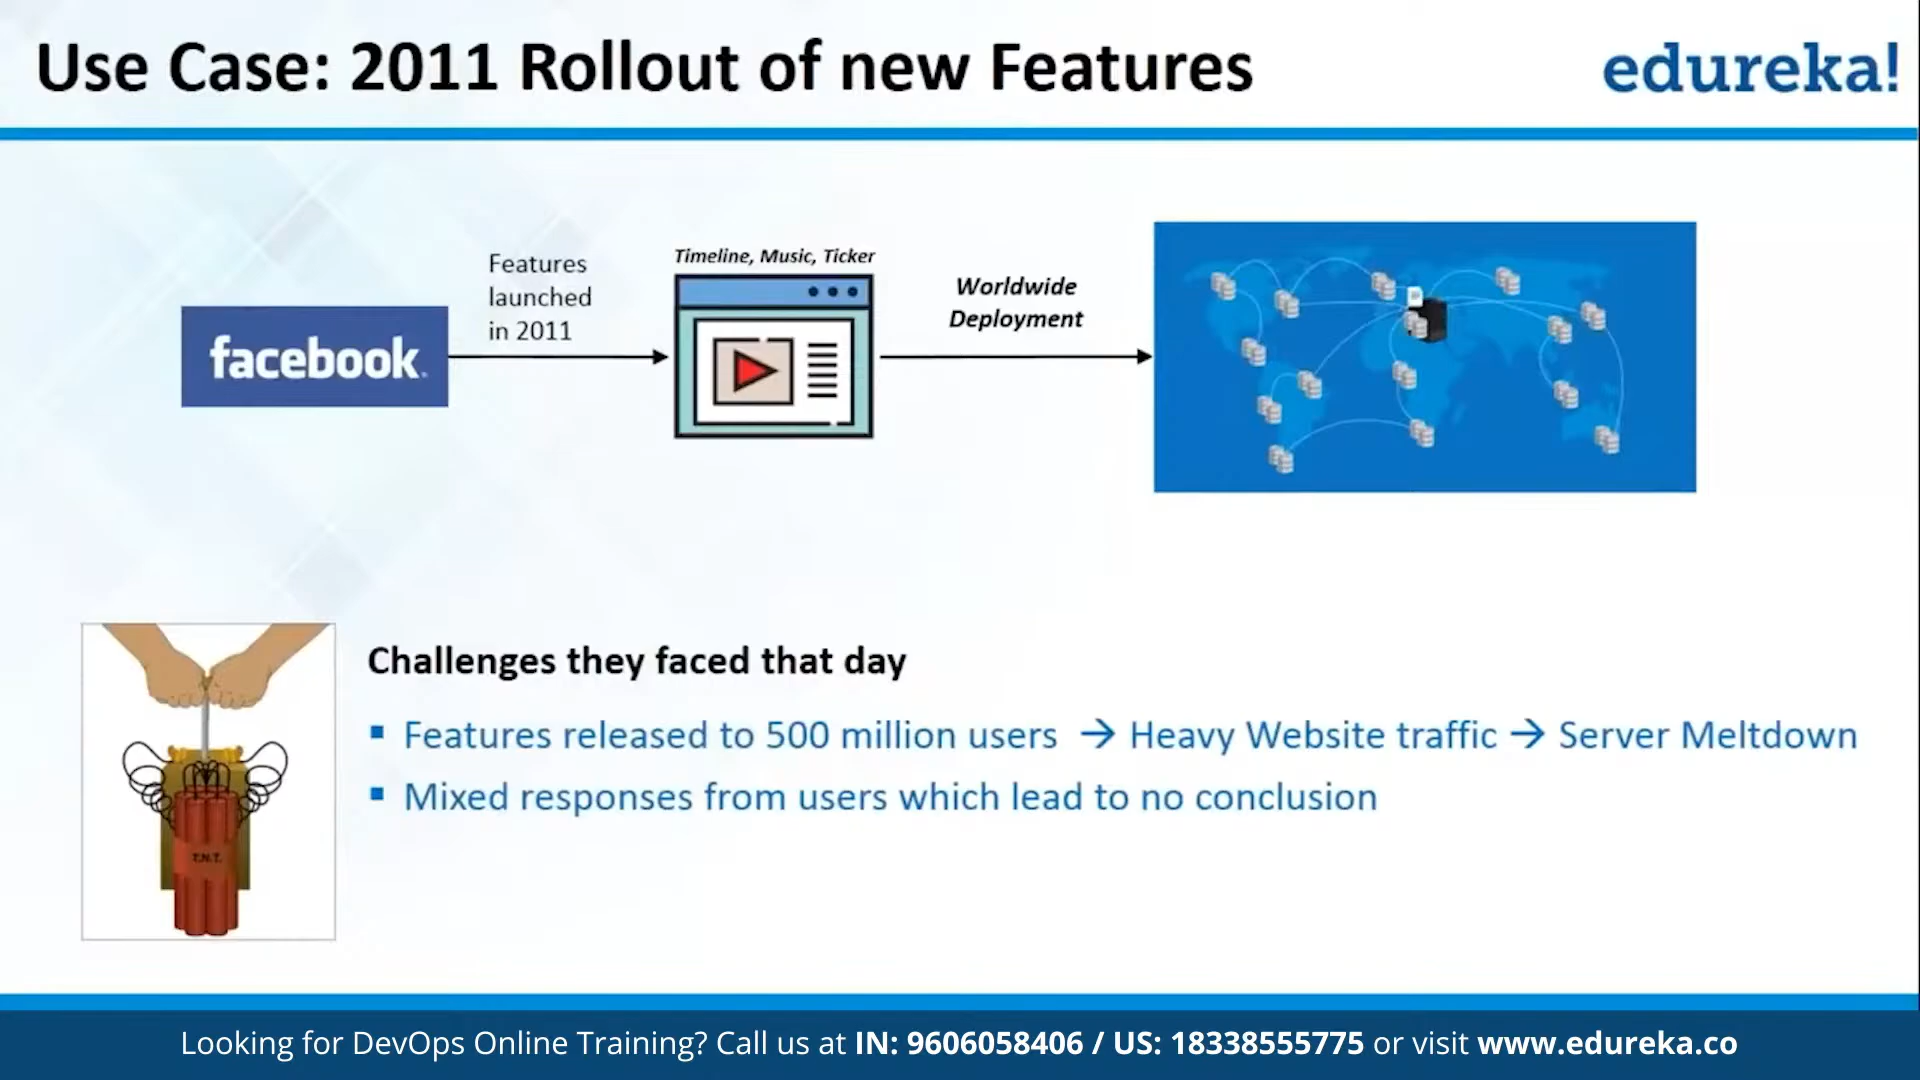 Use Case: 2011 Rollout of new Features
edureka!
Features
launched
in 2011
Timeline, Music, Ticker
Worldwide
Deployment
facebook.
Challenges they faced that day
▪ Features released to 500 million users → Heavy Website traffic → Server Meltdown
▪ Mixed responses from users which lead to no conclusion
T.N.T.
Looking for DevOps Online Training? Call us at IN: 9606058406 / US: 18338555775 or visit www.edureka.co